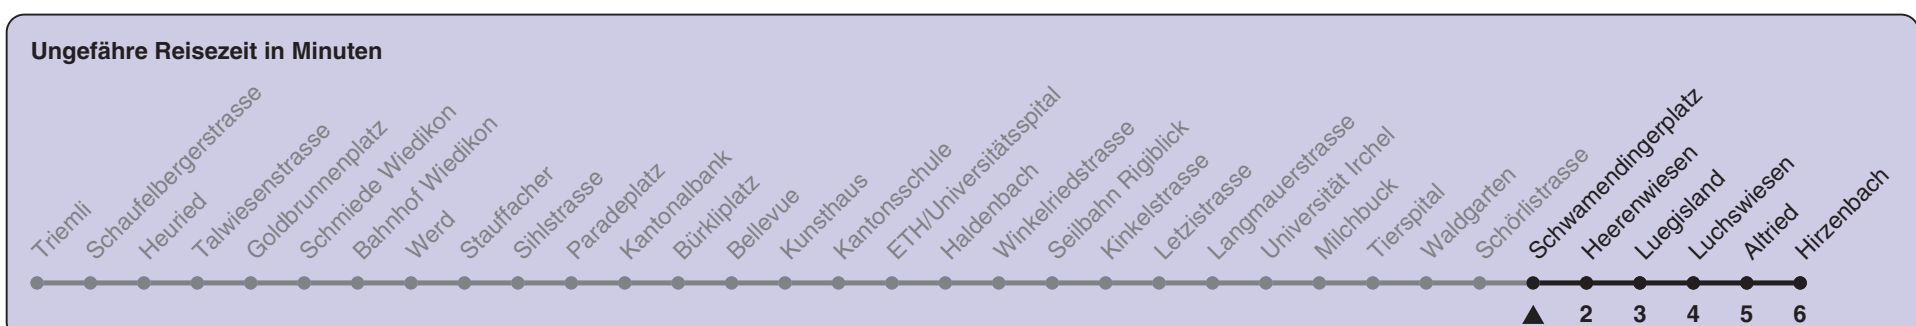 Ungefähre Reisezeit in Minuten
Triemli
Schaufelbergerstrasse
Heuried
Talwiesenstrasse
Goldbrunnenplatz
Schmiede Wiedikon
Bahnhof Wiedikon
Werd
Stauffacher
Sihlstrasse
Paradeplatz
Kantonalbank
Bürkliplatz
Bellevue
Kunsthaus
Kantonsschule
ETH/Universitätsspital
Haldenbach
Winkelriedstrasse
Seilbahn Rigiblick
Kinkelstrasse
Letzistrasse
Langmauerstrasse
Universität Irchel
Milchbuck
Tierspital
Waldgarten
Schörlistrasse
Schwamendingerplatz
Heerenwiesen
Luegisland
Luchswiesen
Altried
Hirzenbach
2 3 4 5 6